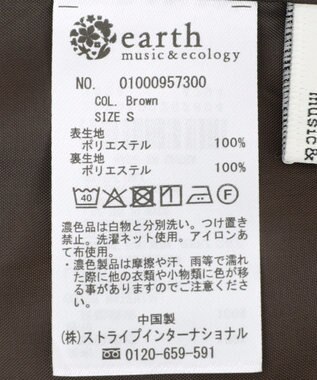 earth
music&ecology
NO. 01000957300
COL. Brown
SIZE S
表生地
ポリエステル 100%
裏生地
ポリエステル 100%
40
F
濃色品は白物と分別洗い。つけ置き
禁止。洗濯ネット使用。アイロンあ
て布使用。
・濃色製品は摩擦や汗、雨等で濡れ
た際に他の衣類や小物類に色が移
る事がありますのでご注意くださ
い。
中国製
(株)ストライプインターナショナル
0120-659-591
music&